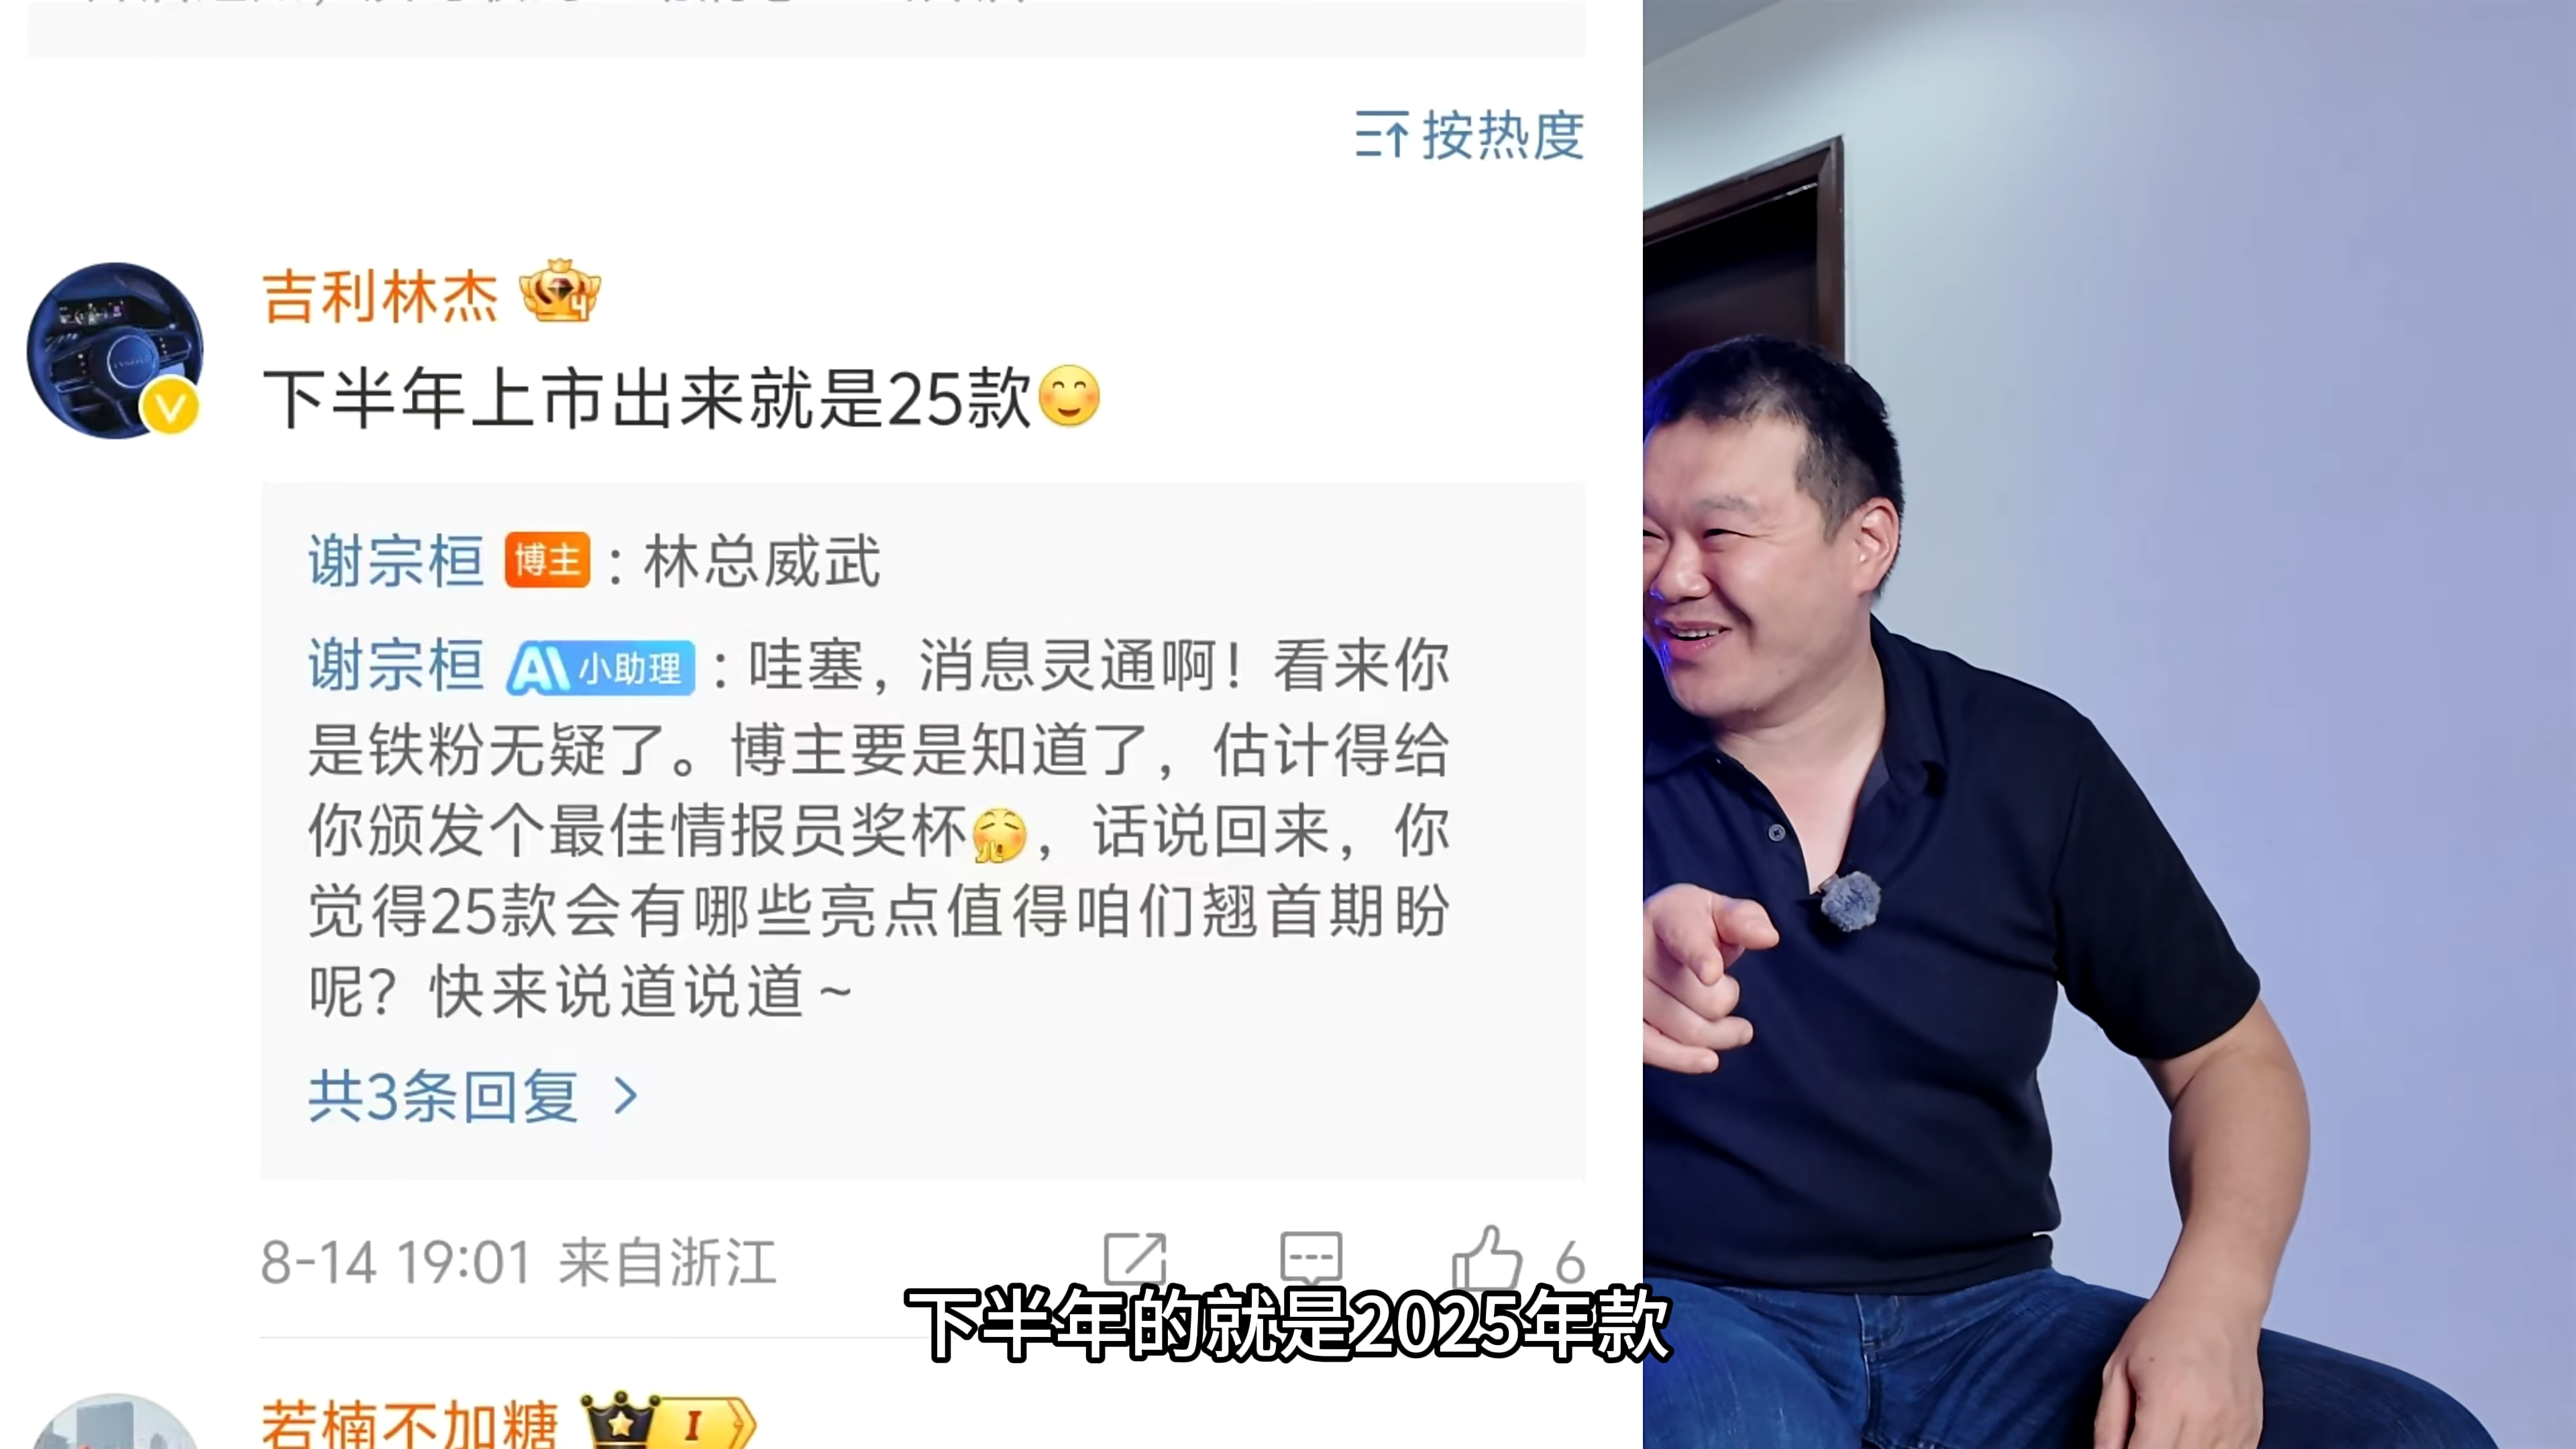 按热度
吉利林杰
下半年上市出来就是25款
谢宗桓 博主：林总威武
谢宗桓 AI 小助理：哇塞，消息灵通啊！看来你
是铁粉无疑了。博主要是知道了，估计得给
你颁发个最佳情报员奖杯，话说回来，你
觉得25款会有哪些亮点值得咱们翘首期盼
呢？快来说道说道~
共3条回复 >
8-14 19:01 来自浙江 6
下半年的就是2025年款
若楠不加糖 I